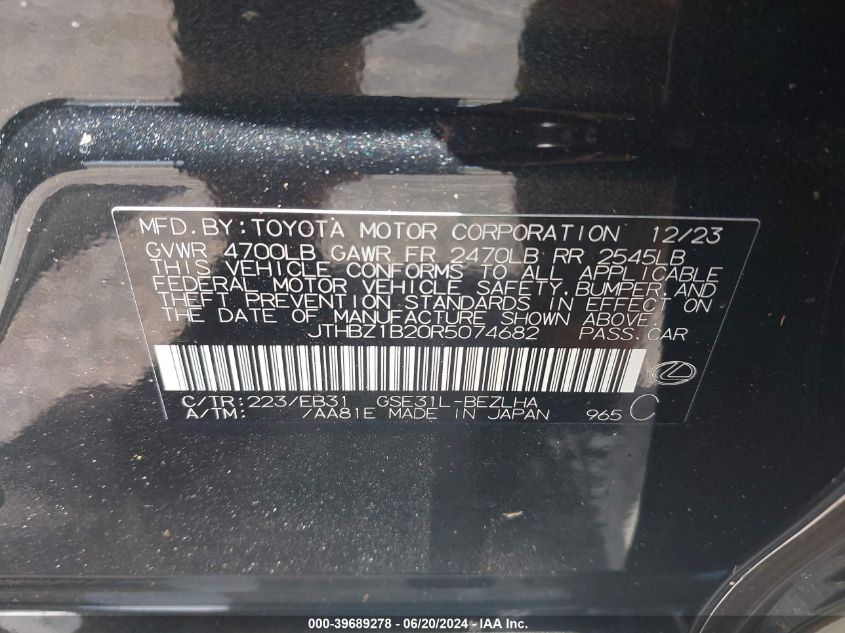 MFD. BY: TOYOTA MOTOR CORPORATION 12/23
GVWR 4700LB GAWR FR 2470LB RR 2545LB
THIS VEHICLE CONFORMS TO ALL APPLICABLE
FEDERAL MOTOR VEHICLE SAFETY, BUMPER, AND
THEFT PREVENTION STANDARDS IN EFFECT ON
THE DATE OF MANUFACTURE SHOWN ABOVE.
JTHBZ1B20R5074682 PASS. CAR
C/TR: 223/EB31 GSE31L-BEZLHA
A/TM: /AA81E MADE IN JAPAN 965 C
000-39689278 - 06/20/2024 - IAA Inc.